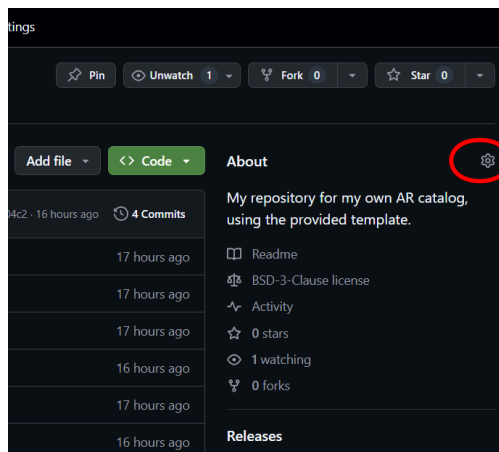 tings
Pin
Unwatch 1
Fork 0
Star 0
Add file
Code
About
My repository for my own AR catalog,
using the provided template.
4c2 · 16 hours ago
4 Commits
Readme
17 hours ago
BSD-3-Clause license
17 hours ago
Activity
17 hours ago
0 stars
16 hours ago
1 watching
17 hours ago
0 forks
16 hours ago
Releases